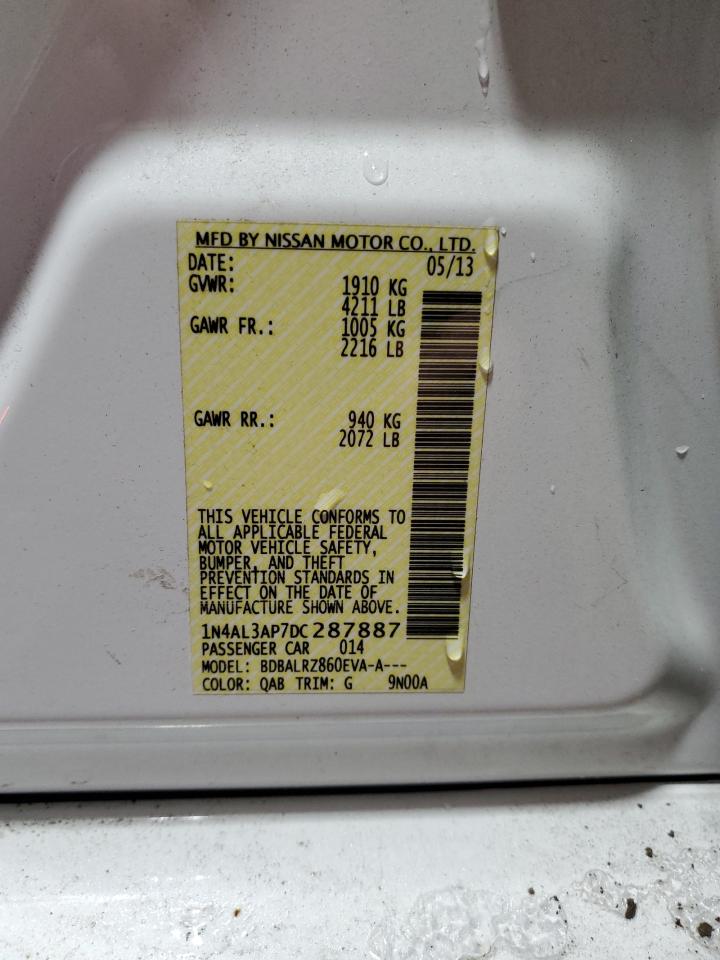 MFD BY NISSAN MOTOR CO., LTD.
DATE: 05/13
GVWR: 1910 KG
4211 LB
GAWR FR.: 1005 KG
2216 LB
GAWR RR.: 940 KG
2072 LB
THIS VEHICLE CONFORMS TO
ALL APPLICABLE FEDERAL
MOTOR VEHICLE SAFETY,
BUMPER, AND THEFT
PREVENTION STANDARDS IN
EFFECT ON THE DATE OF
MANUFACTURE SHOWN ABOVE.
1N4AL3AP7DC287887
PASSENGER CAR 014
MODEL: BDBALRZ860EVA-A---
COLOR: QAB TRIM: G 9N00A